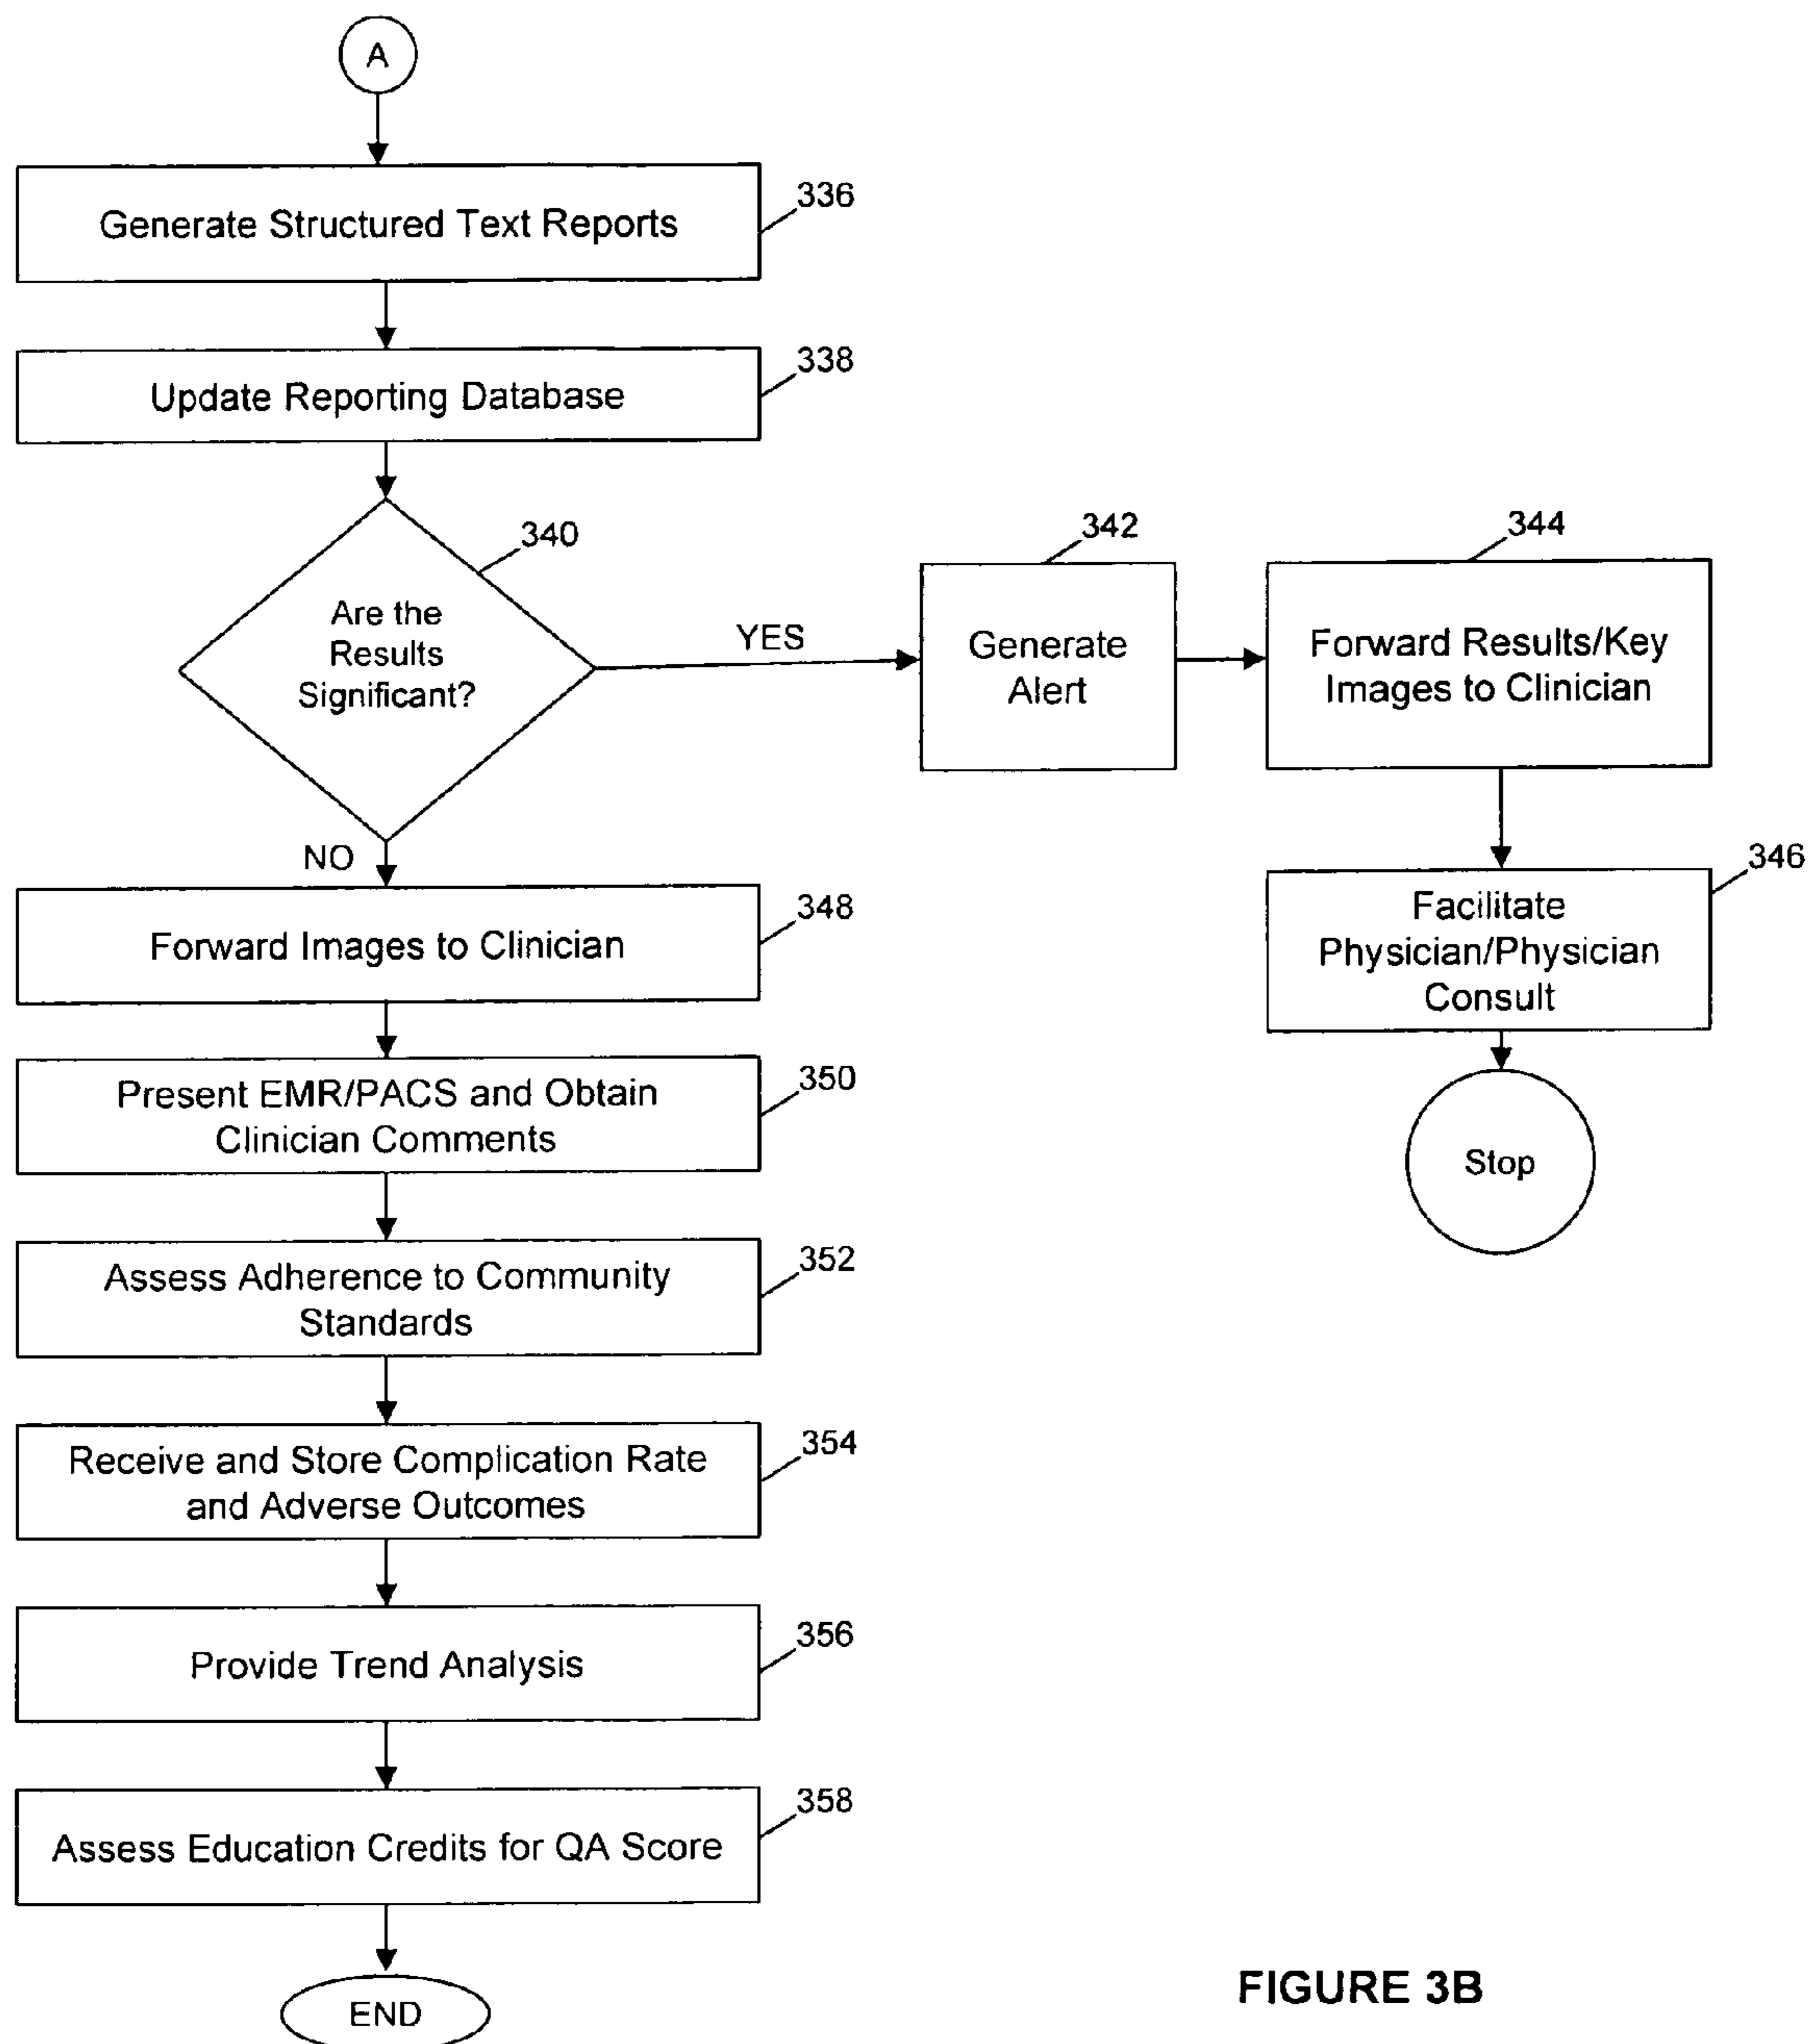 A
Generate Structured Text Reports
336
Update Reporting Database
338
340
Are the
Results
Significant?
YES
342
Generate
Alert
344
Forward Results/Key
Images to Clinician
346
Facilitate
Physician/Physician
Consult
Stop
NO
Forward Images to Clinician
348
Present EMR/PACS and Obtain
Clinician Comments
350
Assess Adherence to Community
Standards
352
Receive and Store Complication Rate
and Adverse Outcomes
354
Provide Trend Analysis
356
Assess Education Credits for QA Score
358
END
FIGURE 3B